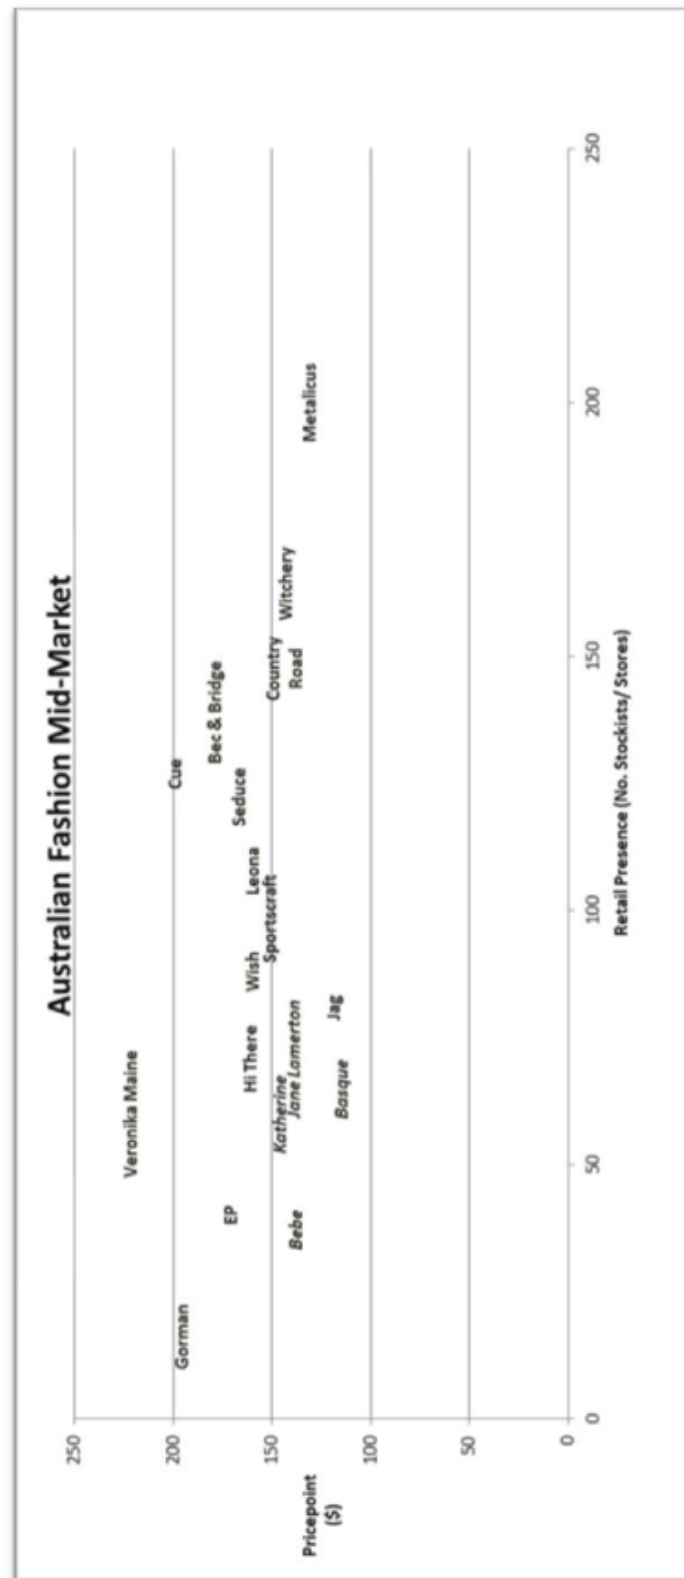 Australian Fashion Mid-Market
250
200
150
100
50
0
Pricepoint
($)
Veronika Maine
Gorman
Cue
Bec & Bridge
EP
Seduce
Hi There
Wish
Leona
Sportscraft
Country
Road
Katherine
Jane Lamerton
Bebe
Witchery
Metalicus
Jag
Basque
0
50
100
150
200
250
Retail Presence (No. Stockists/ Stores)